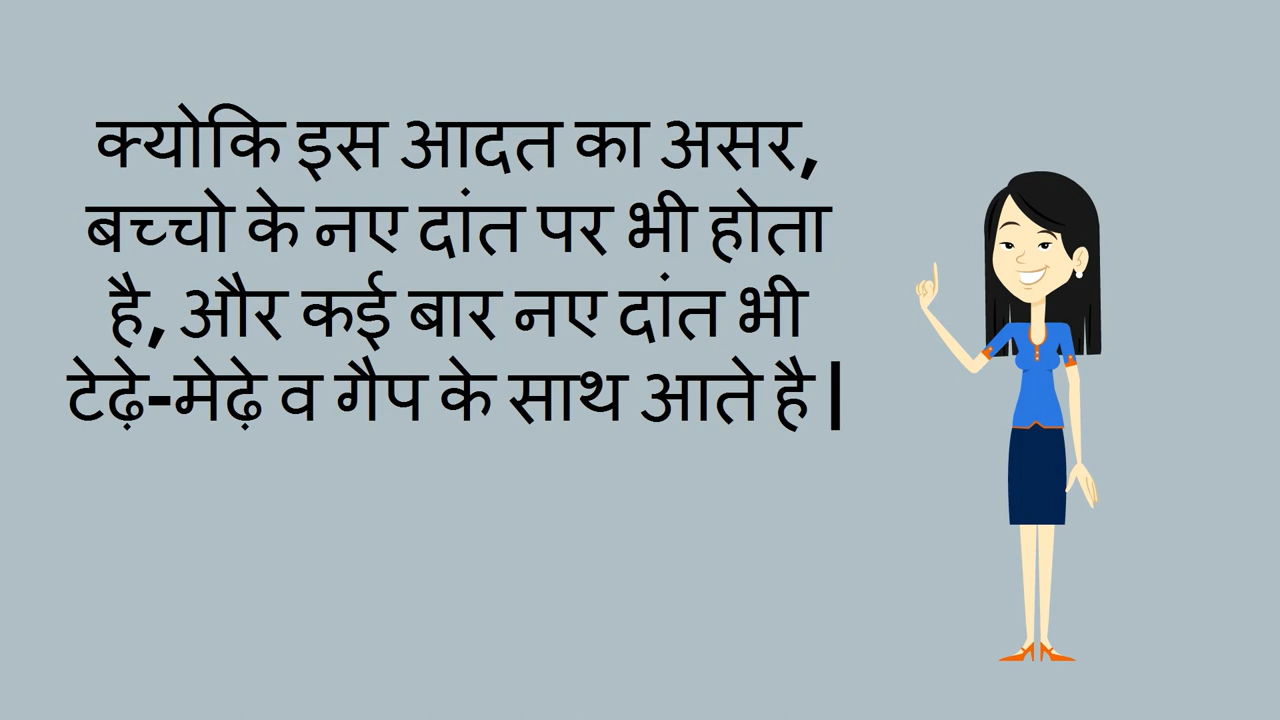 क्योकि इस आदत का असर,
बच्चो के नए दांत पर भी होता
है, और कई बार नए दांत भी
टेढ़े-मेढ़े व गैप के साथ आते है|